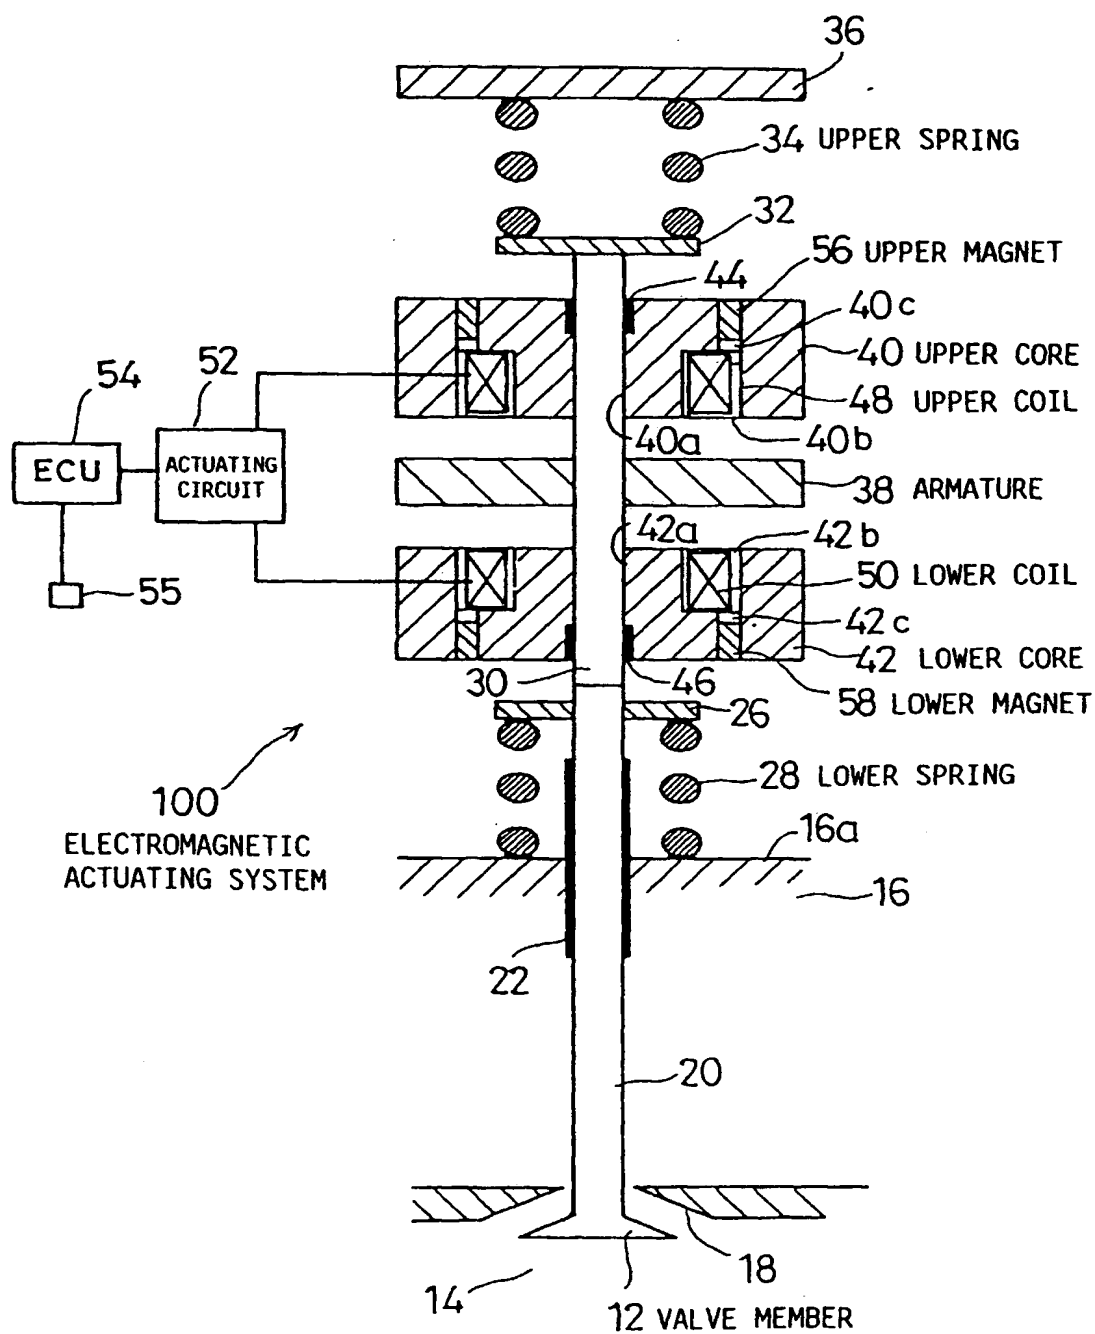 36
34 UPPER SPRING
32
56 UPPER MAGNET
44
40c
40 UPPER CORE
54
52
48 UPPER COIL
40a
40b
ECU
ACTUATING
CIRCUIT
38 ARMATURE
42a
42b
50 LOWER COIL
55
42c
42 LOWER CORE
30
46
58 LOWER MAGNET
26
28 LOWER SPRING
100
ELECTROMAGNETIC
ACTUATING SYSTEM
16a
16
22
20
18
14
12 VALVE MEMBER